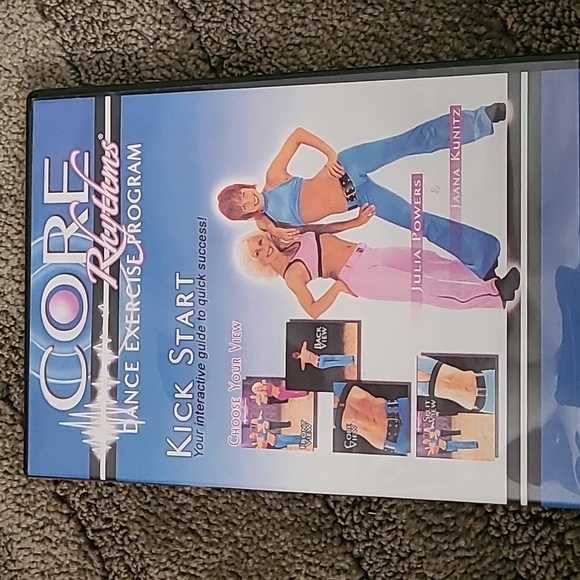 CORE
Rhythms®
DANCE EXERCISE PROGRAM
KICK START
Your interactive guide to quick success!
CHOOSE YOUR VIEW
FRONT VIEW
BACK VIEW
CORE VIEW
SPLIT VIEW
JULIA POWERS
&
JAANA KUNITZ